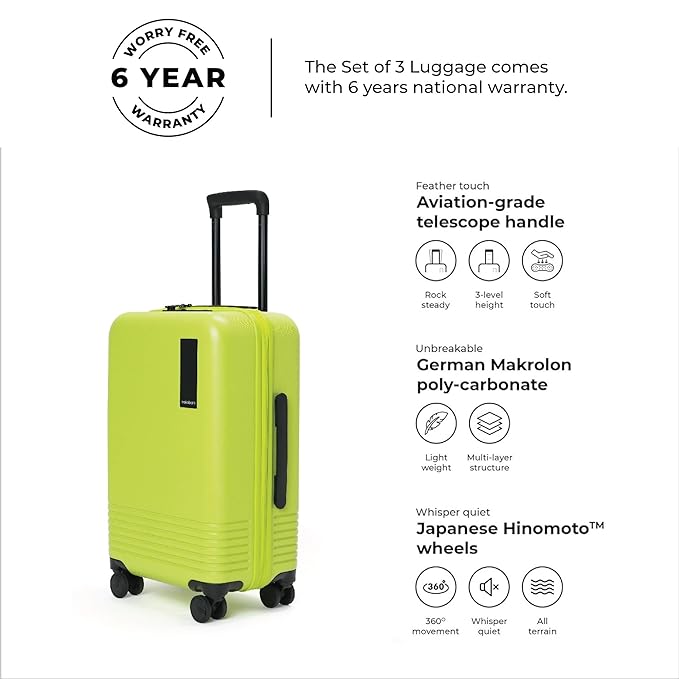 WORRY FREE
6 YEAR
WARRANTY
The Set of 3 Luggage comes
with 6 years national warranty.
mokobara
Feather touch
Aviation-grade
telescope handle
Rock
steady
3-level
height
Soft
touch
Unbreakable
German Makrolon
poly-carbonate
Light
weight
Multi-layer
structure
Whisper quiet
Japanese Hinomoto™
wheels
360°
360°
movement
Whisper
quiet
All
terrain